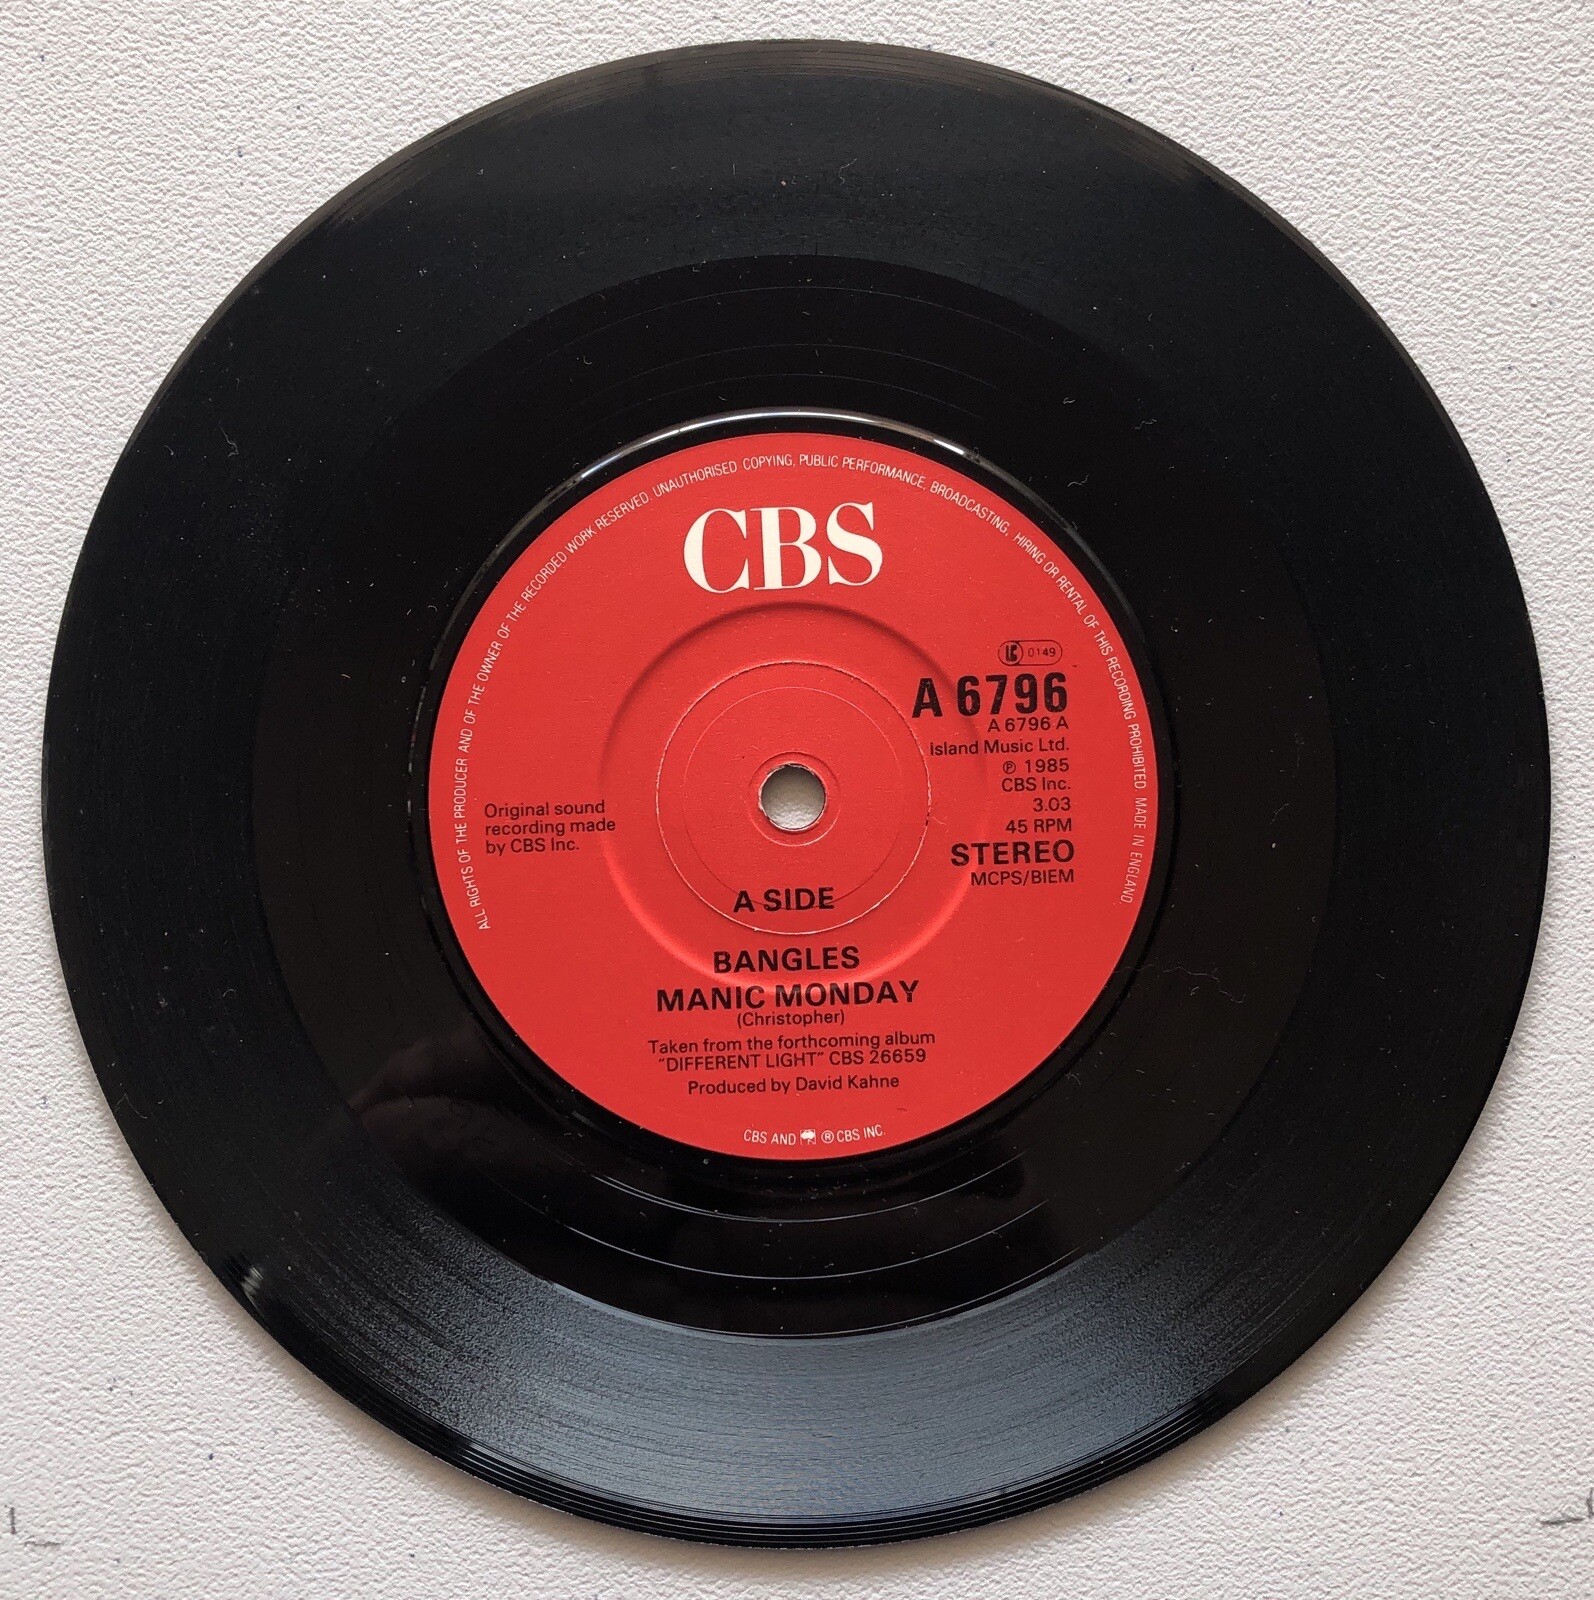 ALL RIGHTS OF THE PRODUCER AND OF THE OWNER OF THE RECORDED WORK RESERVED. UNAUTHORISED COPYING, PUBLIC PERFORMANCE, BROADCASTING, HIRING OR RENTAL OF THIS RECORDING PROHIBITED. MADE IN ENGLAND.
CBS
LC 0149
A 6796
A 6796 A
Island Music Ltd.
℗ 1985
CBS Inc.
3.03
45 RPM
STEREO
MCPS/BIEM
Original sound
recording made
by CBS Inc.
A SIDE
BANGLES
MANIC MONDAY
(Christopher)
Taken from the forthcoming album
"DIFFERENT LIGHT" CBS 26659
Produced by David Kahne
CBS AND ® CBS INC.